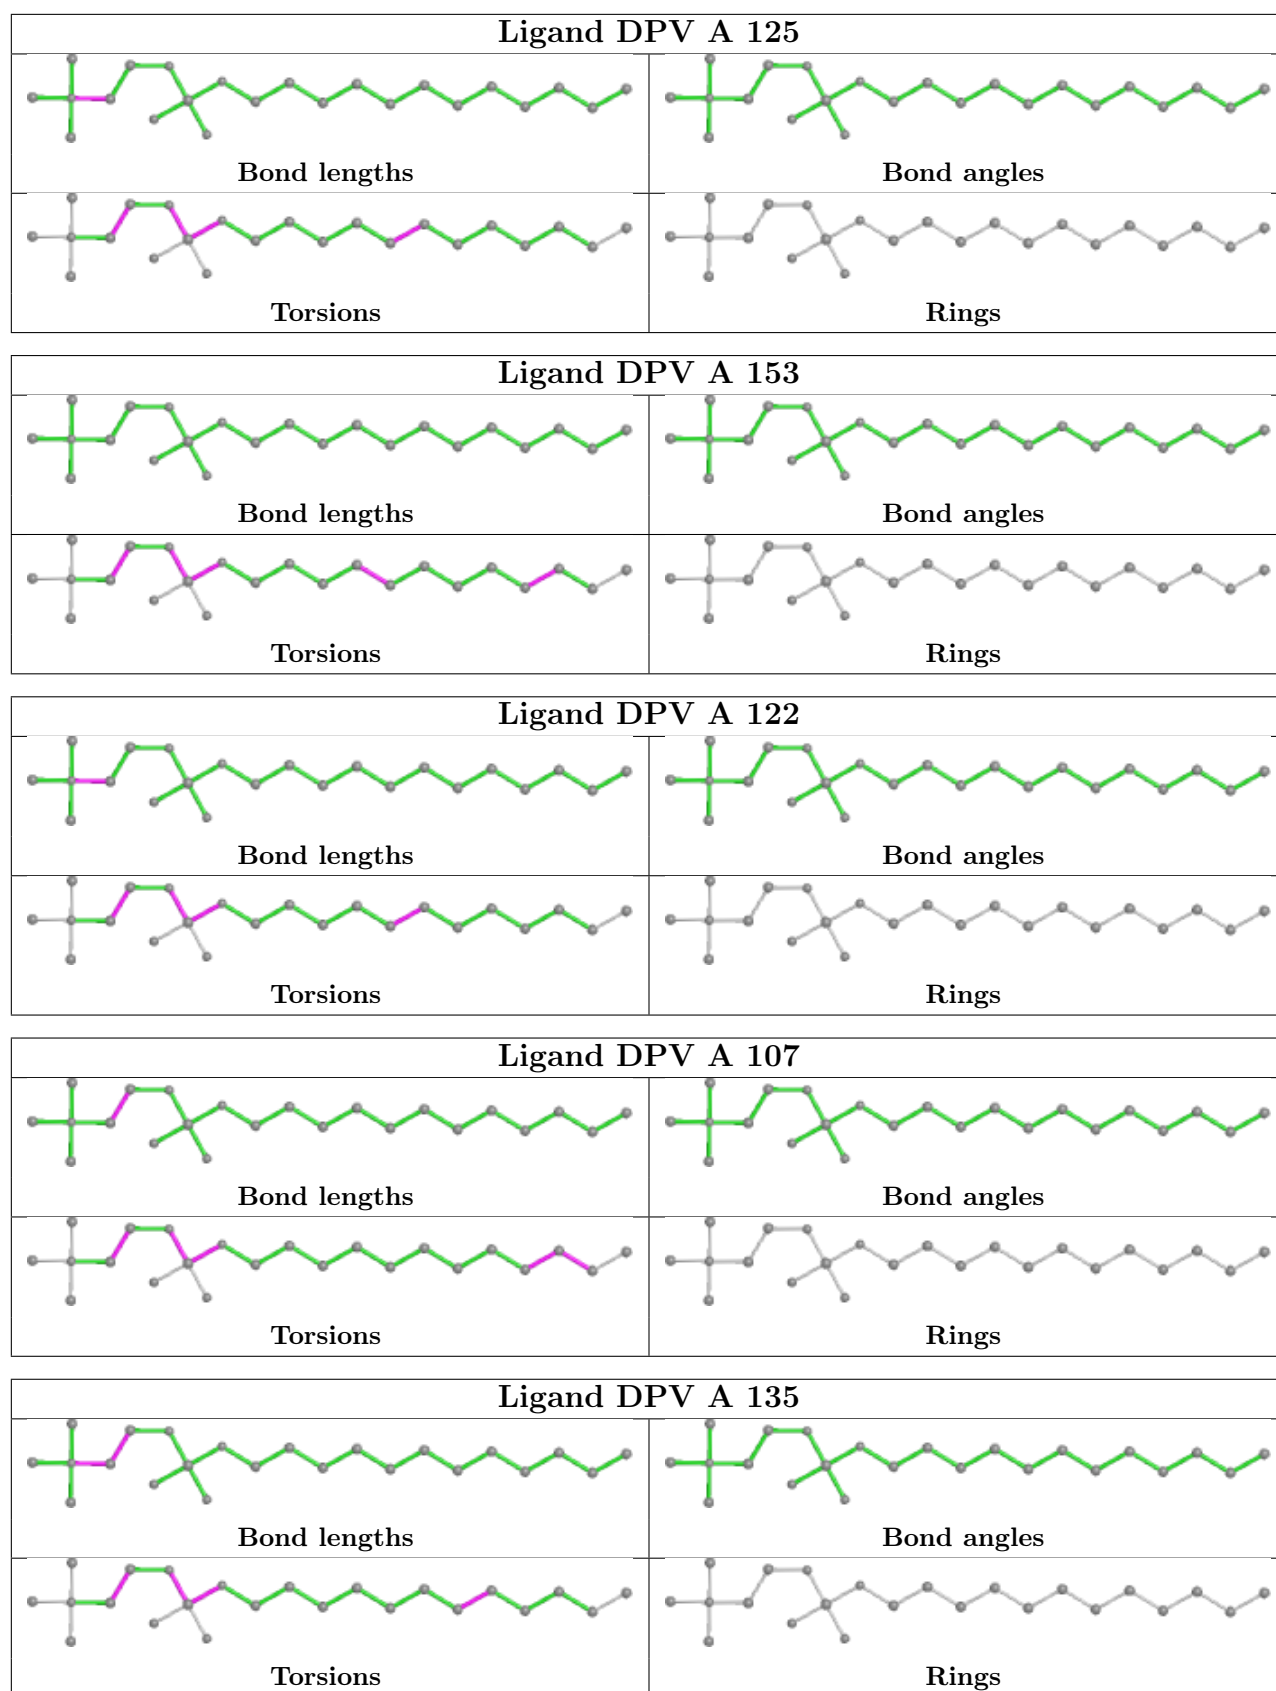 Ligand DPV A 125
Bond lengths
Bond angles
Torsions
Rings
Ligand DPV A 153
Bond lengths
Bond angles
Torsions
Rings
Ligand DPV A 122
Bond lengths
Bond angles
Torsions
Rings
Ligand DPV A 107
Bond lengths
Bond angles
Torsions
Rings
Ligand DPV A 135
Bond lengths
Bond angles
Torsions
Rings